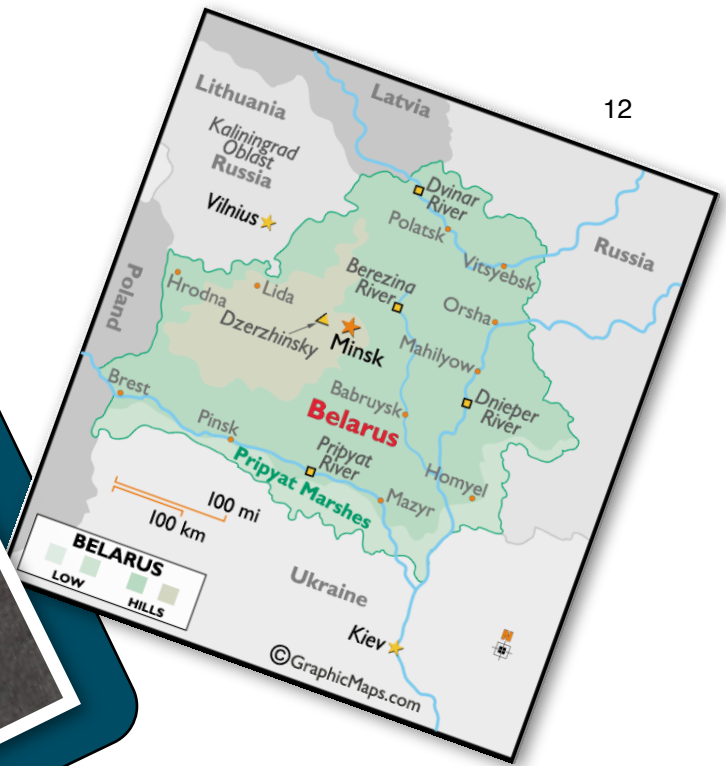 12
Latvia
Lithuania
Kaliningrad
Oblast
Russia
Vilnius
Dvinar
River
Polatsk
Vitsyebsk
Russia
Poland
Hrodna
Lida
Berezina
River
Orsha
Dzerzhinsky
Minsk
Mahilyow
Brest
Babruysk
Dnieper
River
Belarus
Pinsk
Pripyat
River
Homyel
Pripyat Marshes
Mazyr
100 mi
100 km
BELARUS
LOW
HILLS
Ukraine
Kiev
N
©GraphicMaps.com